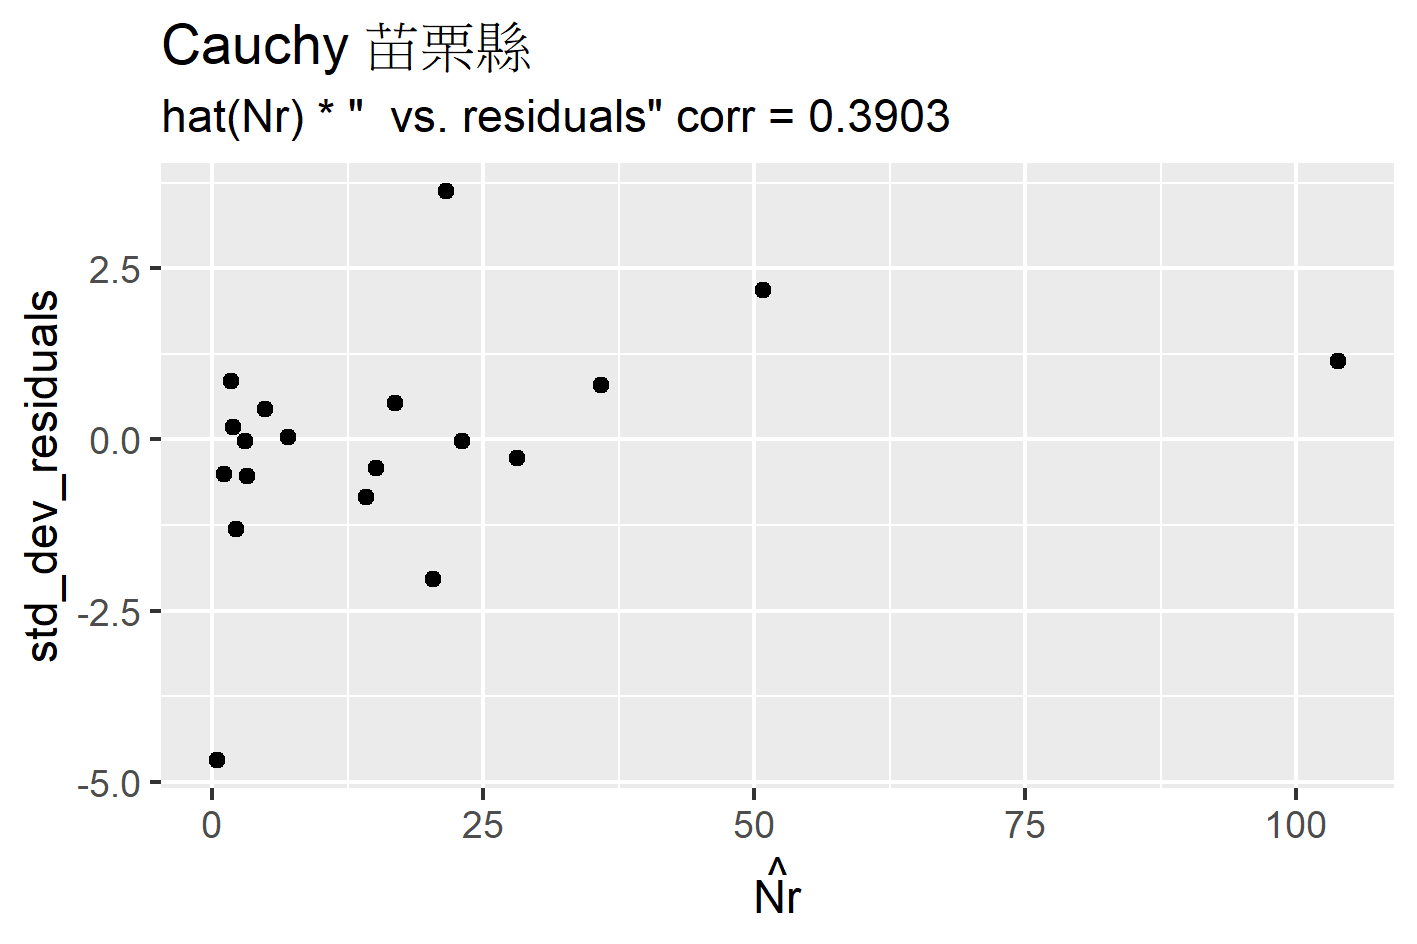 Cauchy 苗栗縣
hat(Nr) * "  vs. residuals" corr = 0.3903
std_dev_residuals
2.5
0.0
-2.5
-5.0
0 25 50 75 100
N̂r